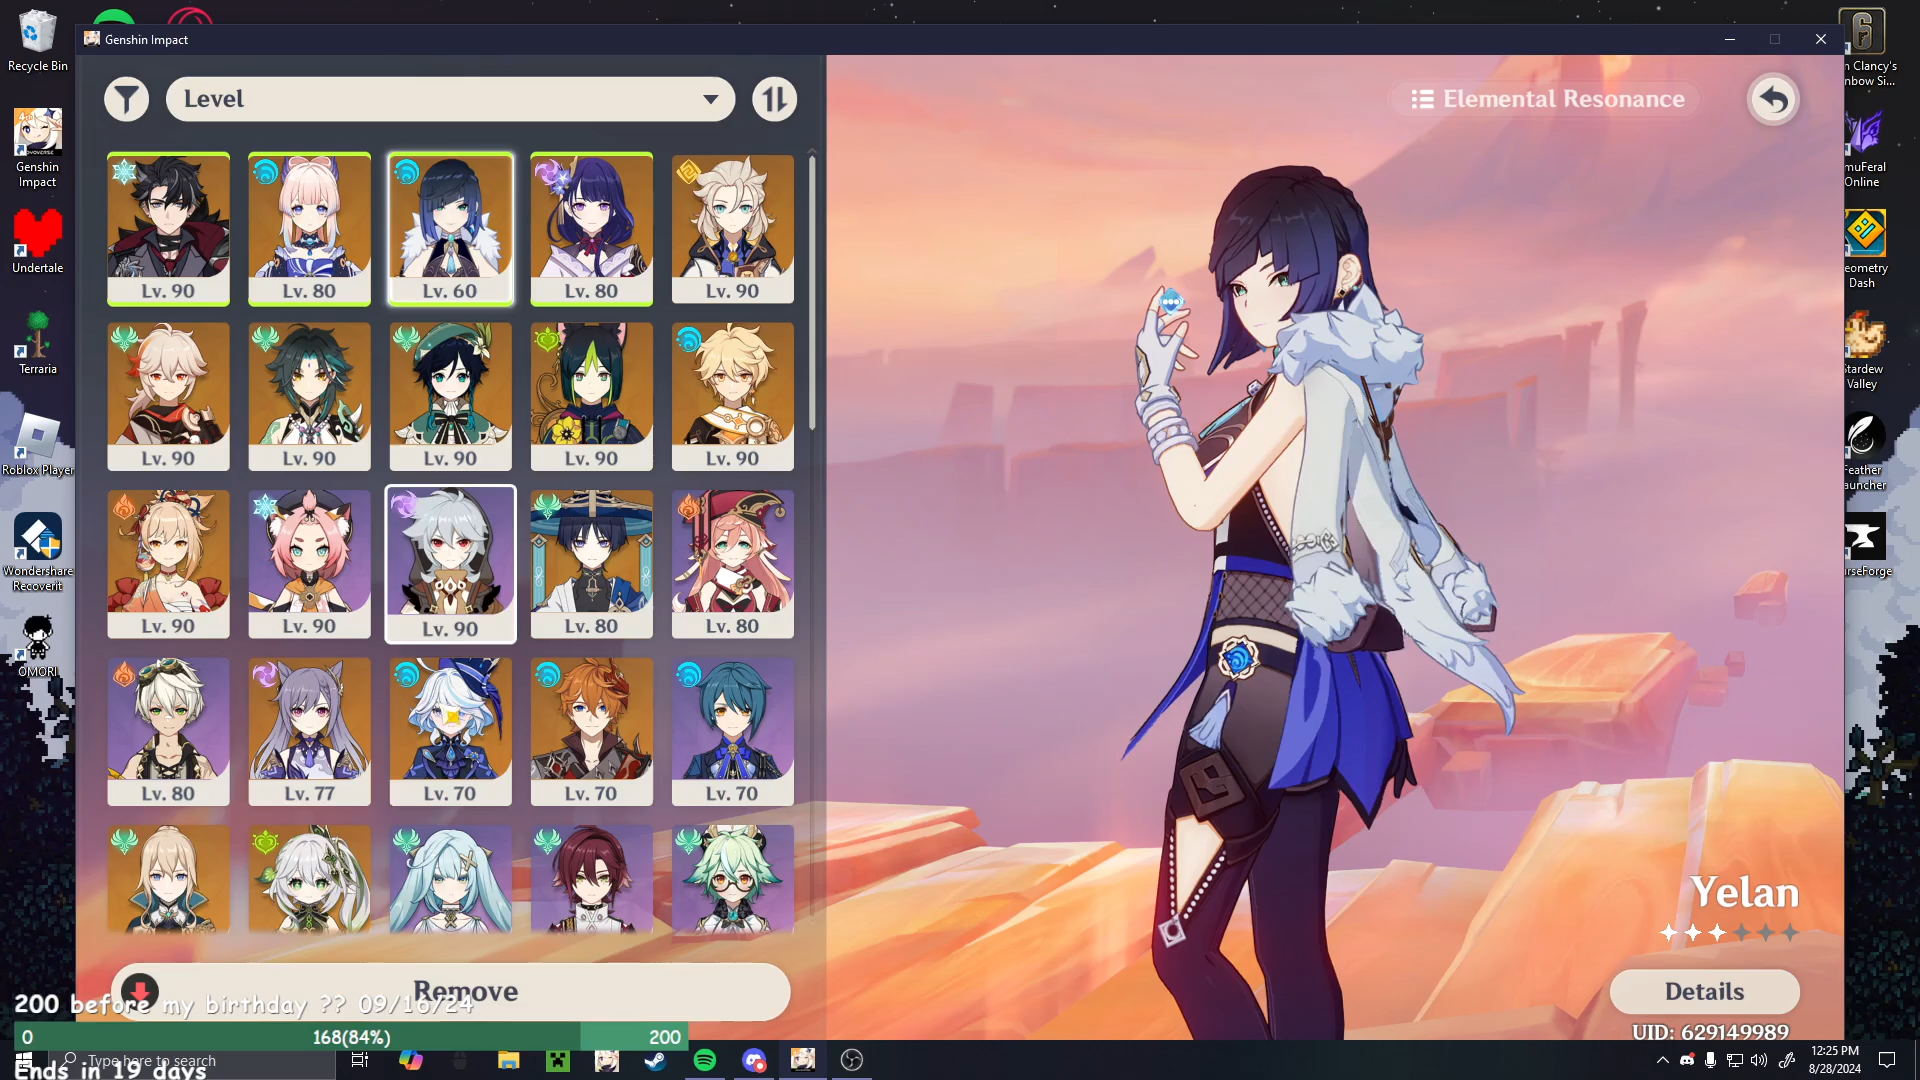 Recycle Bin
Genshin Impact
Genshin
Impact
Undertale
Terraria
Roblox Player
Wondershare
Recoverit
OMORI
Level
Elemental Resonance
Lv. 90
Lv. 80
Lv. 60
Lv. 80
Lv. 90
Lv. 90
Lv. 90
Lv. 90
Lv. 90
Lv. 90
Lv. 90
Lv. 90
Lv. 90
Lv. 80
Lv. 80
Lv. 80
Lv. 77
Lv. 70
Lv. 70
Lv. 70
Remove
Yelan
Details
UID: 629149989
n Clancy's
nbow Si...
muFeral
Online
eometry
Dash
Stardew
Valley
Feather
auncher
urseForge
200 before my birthday ?? 09/16/24
0 168(84%) 200
Type here to search
Ends in 19 days
12:25 PM
8/28/2024